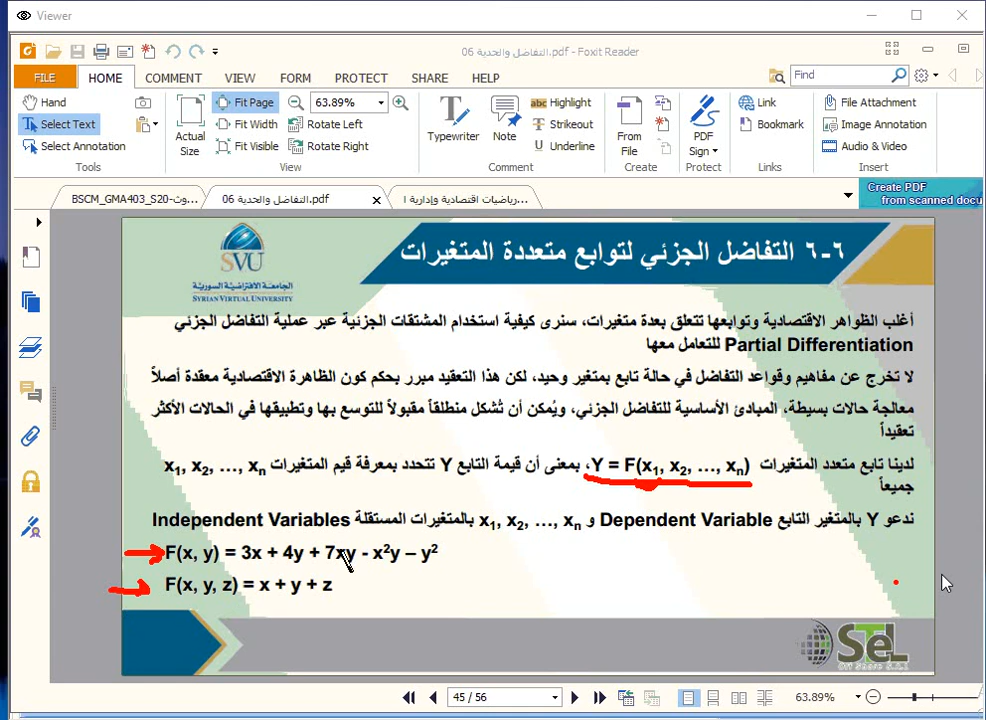 Viewer
06 التفاضل والحدية.pdf - Foxit Reader
FILE HOME COMMENT VIEW FORM PROTECT SHARE HELP
Find
Hand
Select Text
Select Annotation
Tools
Actual Size
Fit Page
Fit Width
Fit Visible
63.89%
Rotate Left
Rotate Right
View
Typewriter
Note
Highlight
Strikeout
Underline
Comment
From File
Create
PDF Sign
Protect
Link
Bookmark
Links
File Attachment
Image Annotation
Audio & Video
Insert
BSCM_GMA403_S20-وث...
06 التفاضل والحدية.pdf
رياضيات اقتصادية وإدارية ا...
Create PDF
from scanned docu
SVU
الجامعة الافتراضية السورية
SYRIAN VIRTUAL UNIVERSITY
٦-٦ التفاضل الجزئي لتوابع متعددة المتغيرات
أغلب الظواهر الاقتصادية وتوابعها تتعلق بعدة متغيرات، سنرى كيفية استخدام المشتقات الجزئية عبر عملية التفاضل الجزئي
Partial Differentiation للتعامل معها
لا تخرج عن مفاهيم وقواعد التفاضل في حالة تابع بمتغير وحيد، لكن هذا التعقيد مبرر بحكم كون الظاهرة الاقتصادية معقدة أصلاً
معالجة حالات بسيطة، المبادئ الأساسية للتفاضل الجزئي، ويُمكن أن تُشكل منطلقاً مقبولاً للتوسع بها وتطبيقها في الحالات الأكثر
تعقيداً
لدينا تابع متعدد المتغيرات Y = F(x₁, x₂, …, xₙ)، بمعنى أن قيمة التابع Y تتحدد بمعرفة قيم المتغيرات x₁, x₂, …, xₙ
جميعاً
ندعو Y بالمتغير التابع Dependent Variable و x₁, x₂, …, xₙ بالمتغيرات المستقلة Independent Variables
F(x, y) = 3x + 4y + 7xy - x²y – y²
F(x, y, z) = x + y + z
SeL
45 / 56
63.89%